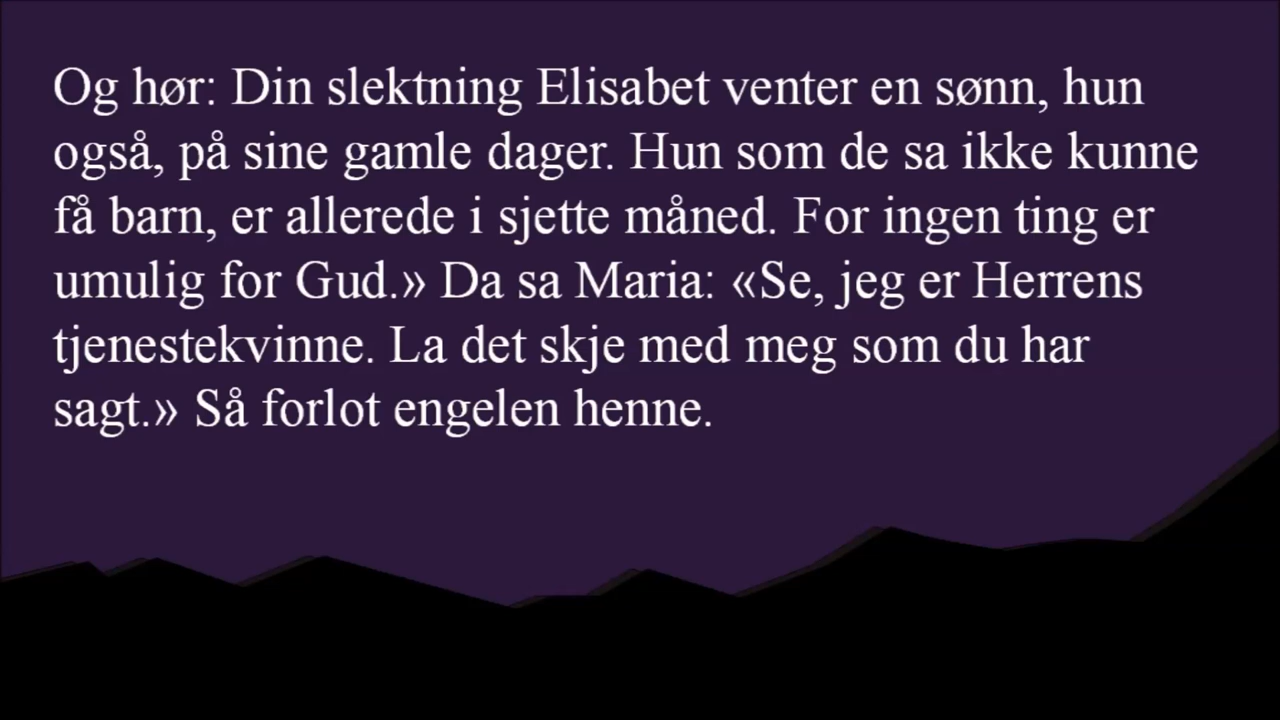 Og hør: Din slektning Elisabet venter en sønn, hun
også, på sine gamle dager. Hun som de sa ikke kunne
få barn, er allerede i sjette måned. For ingen ting er
umulig for Gud.» Da sa Maria: «Se, jeg er Herrens
tjenestekvinne. La det skje med meg som du har
sagt.» Så forlot engelen henne.